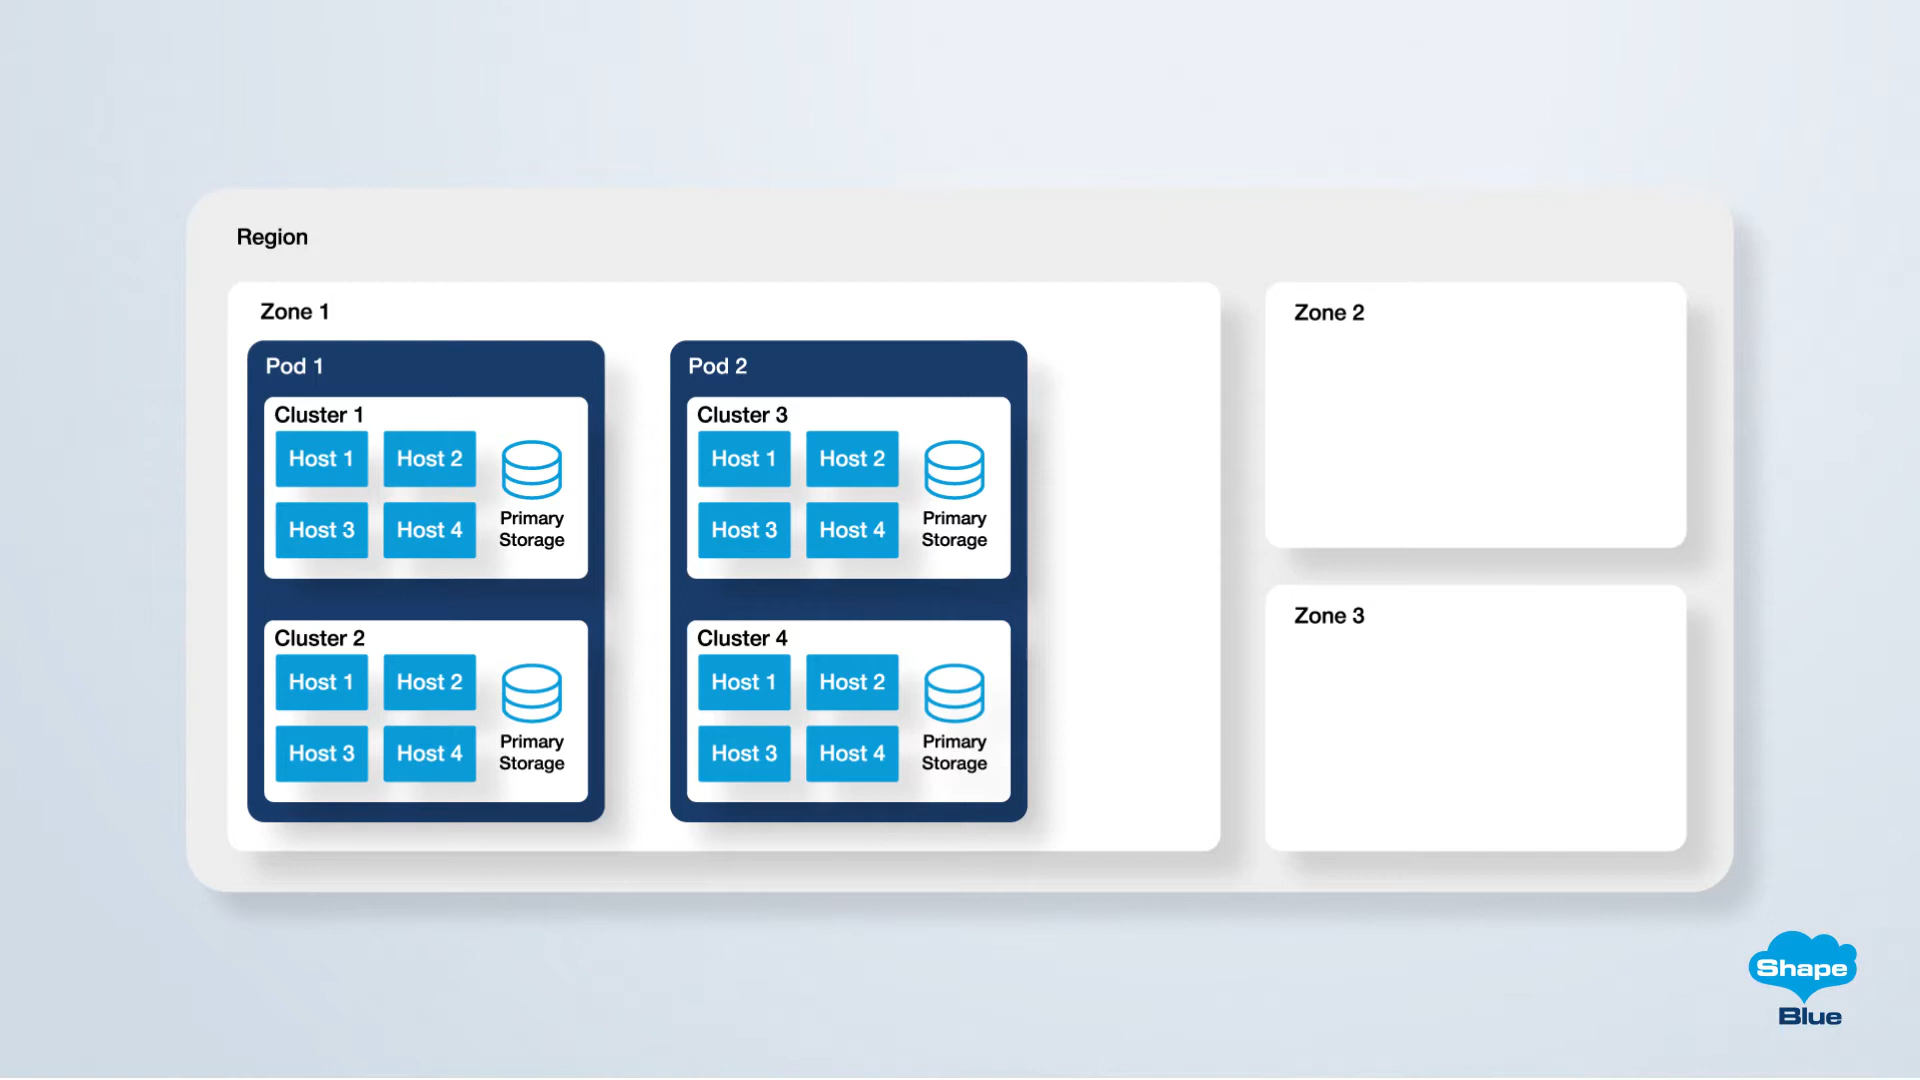 Region
Zone 1
Pod 1
Cluster 1
Host 1
Host 2
Host 3
Host 4
Primary
Storage
Cluster 2
Host 1
Host 2
Host 3
Host 4
Primary
Storage
Pod 2
Cluster 3
Host 1
Host 2
Host 3
Host 4
Primary
Storage
Cluster 4
Host 1
Host 2
Host 3
Host 4
Primary
Storage
Zone 2
Zone 3
Shape
Blue